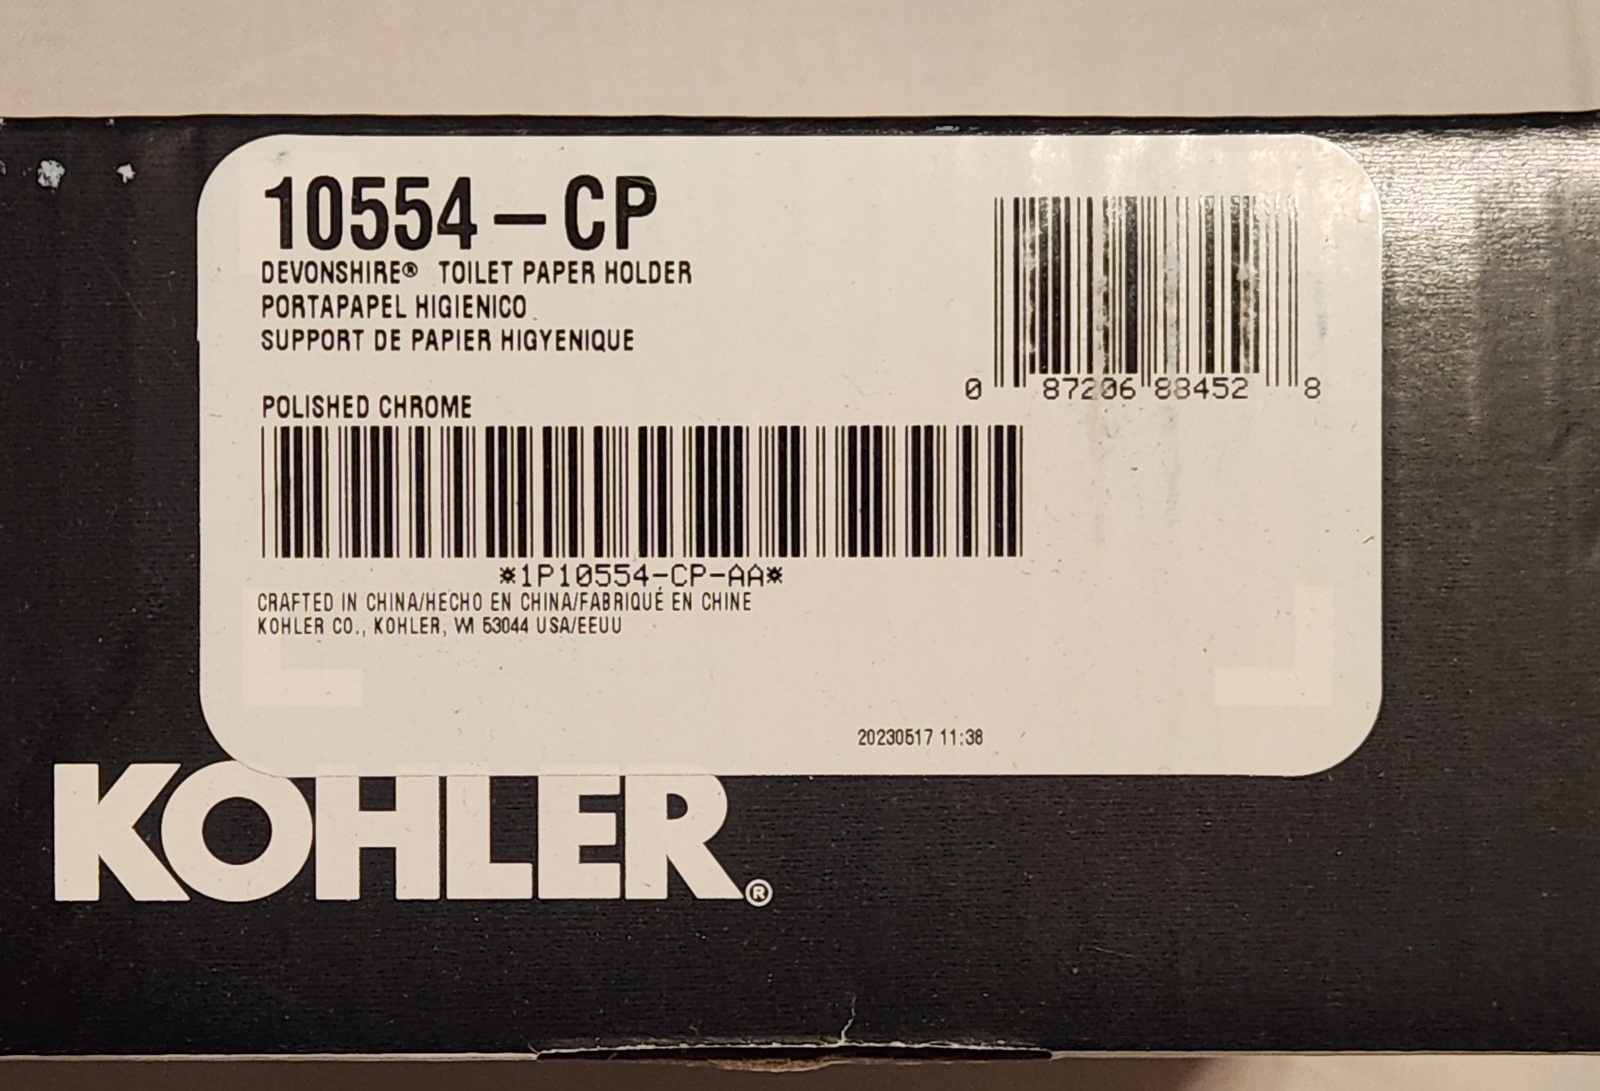 10554-CP
DEVONSHIRE® TOILET PAPER HOLDER
PORTAPAPEL HIGIENICO
SUPPORT DE PAPIER HIGYENIQUE
0 87206 88452 8
POLISHED CHROME
*1P10554-CP-AA*
CRAFTED IN CHINA/HECHO EN CHINA/FABRIQUÉ EN CHINE
KOHLER CO., KOHLER, WI 53044 USA/EEUU
20230517 11:38
KOHLER®